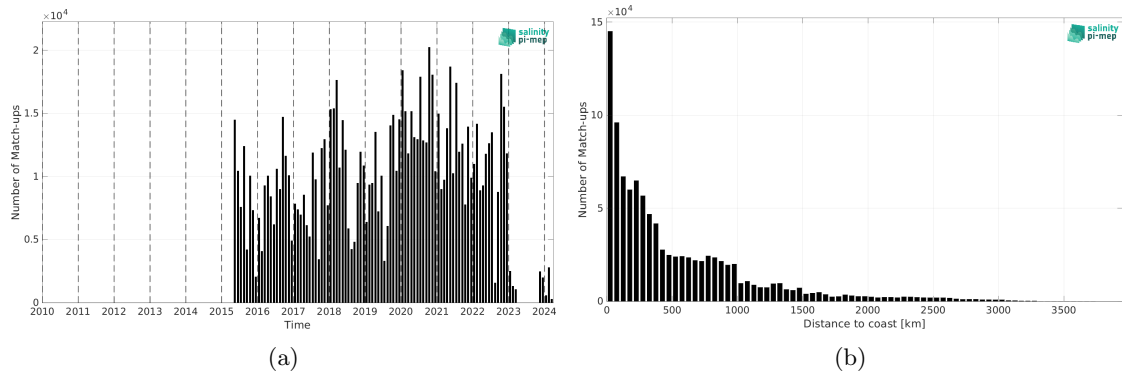 ×10⁴
2
1.5
1
0.5
0
Number of Match-ups
2010 2011 2012 2013 2014 2015 2016 2017 2018 2019 2020 2021 2022 2023 2024
Time
salinity
pi-mep
(a)
×10⁴
15
10
5
0
Number of Match-ups
0 500 1000 1500 2000 2500 3000 3500
Distance to coast [km]
salinity
pi-mep
(b)